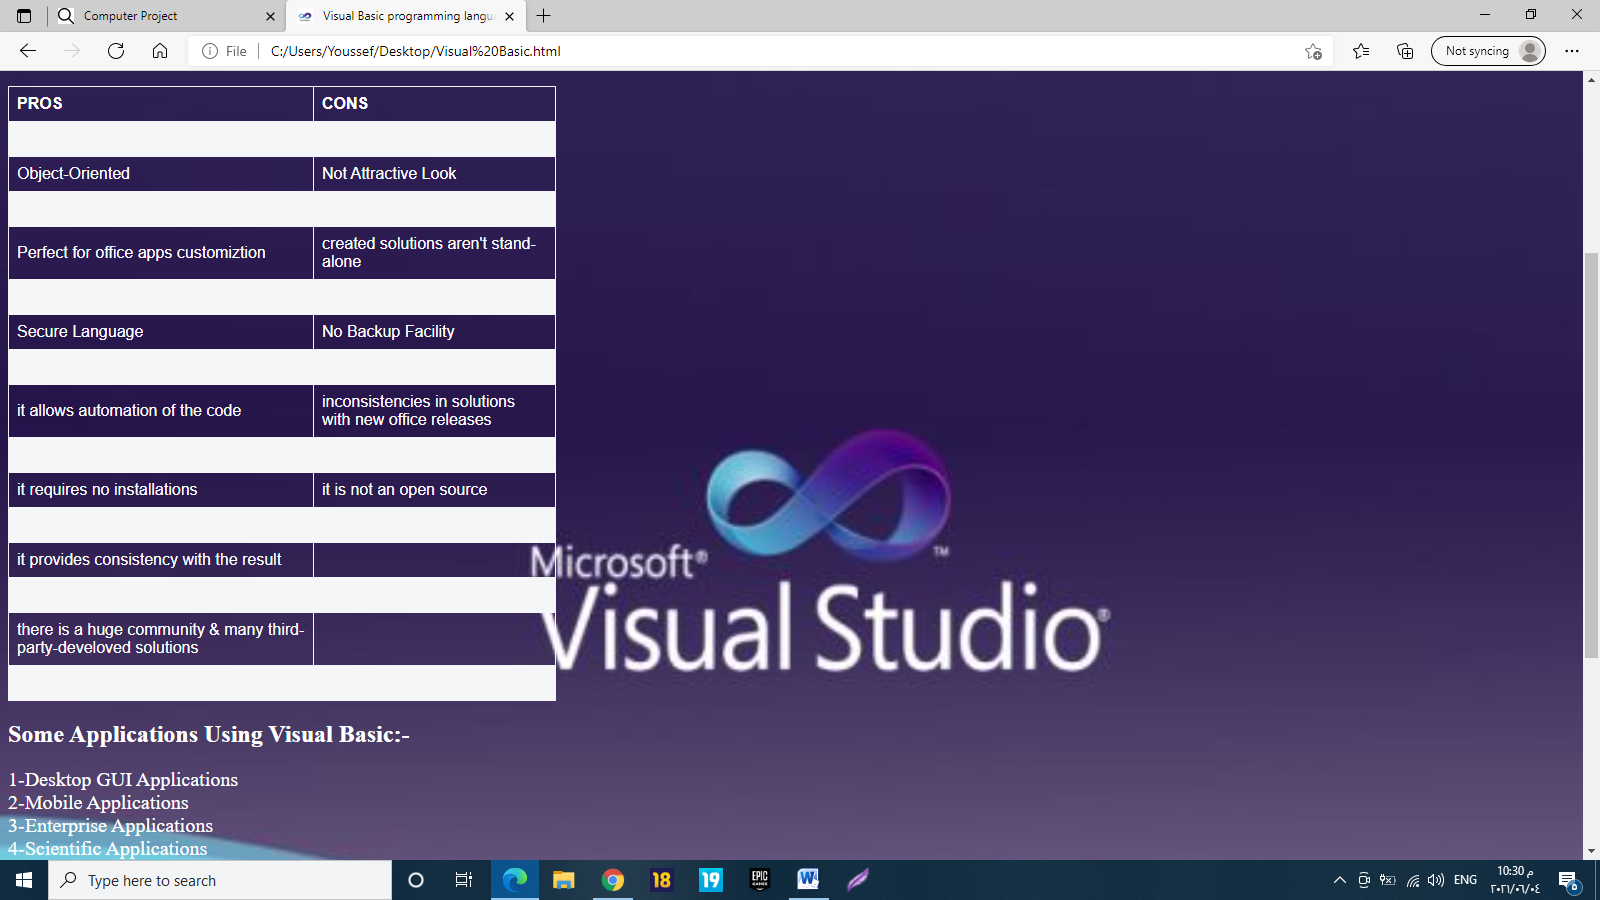 Computer Project
Visual Basic programming langu
File
C:/Users/Youssef/Desktop/Visual%20Basic.html
Not syncing
PROS CONS
Object-Oriented Not Attractive Look
Perfect for office apps customiztion
created solutions aren't stand-
alone
Secure Language No Backup Facility
it allows automation of the code
inconsistencies in solutions
with new office releases
it requires no installations it is not an open source
it provides consistency with the result
there is a huge community & many third-
party-develoved solutions
Microsoft®
Visual Studio®
TM
Some Applications Using Visual Basic:-
1-Desktop GUI Applications
2-Mobile Applications
3-Enterprise Applications
4-Scientific Applications
Type here to search
18
19
EPIC
GAMES
W
ENG
10:30 م
٢٠٢١/٠٦/٠٤